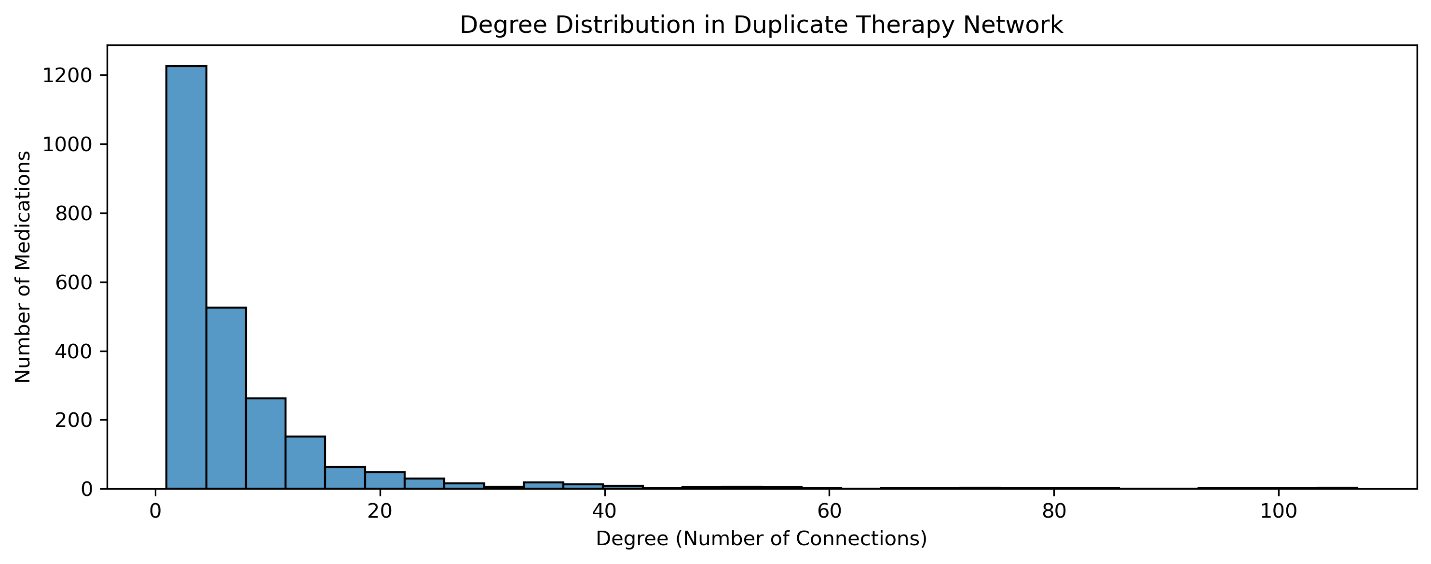 Degree Distribution in Duplicate Therapy Network
Number of Medications
1200
1000
800
600
400
200
0
0 20 40 60 80 100
Degree (Number of Connections)